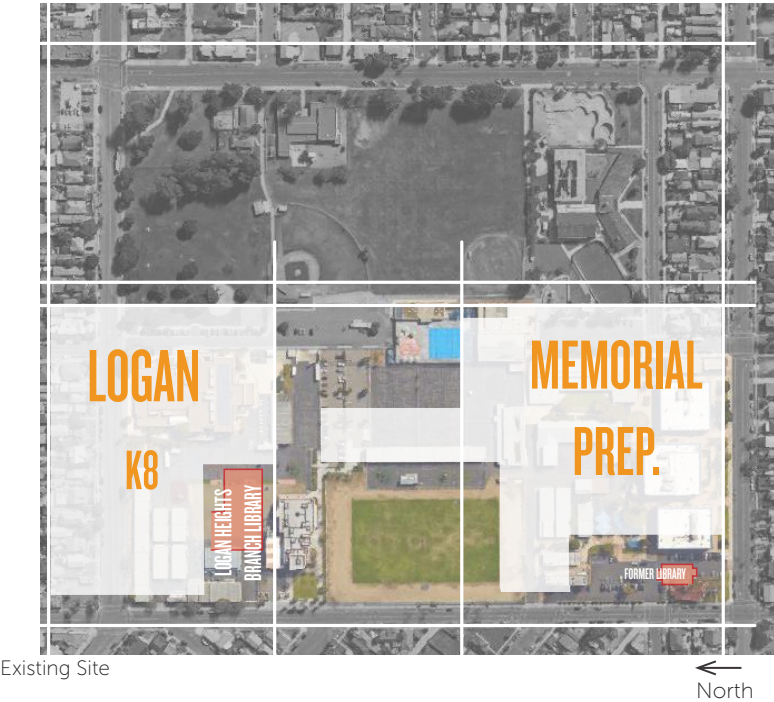 LOGAN
K8
MEMORIAL
PREP.
LOGAN HEIGHTS
BRANCH LIBRARY
FORMER LIBRARY
Existing Site
North